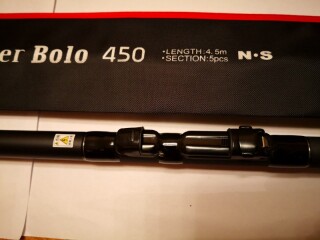 er Bolo 450
•LENGTH: 4.5m
•SECTION:5pcs
N•S